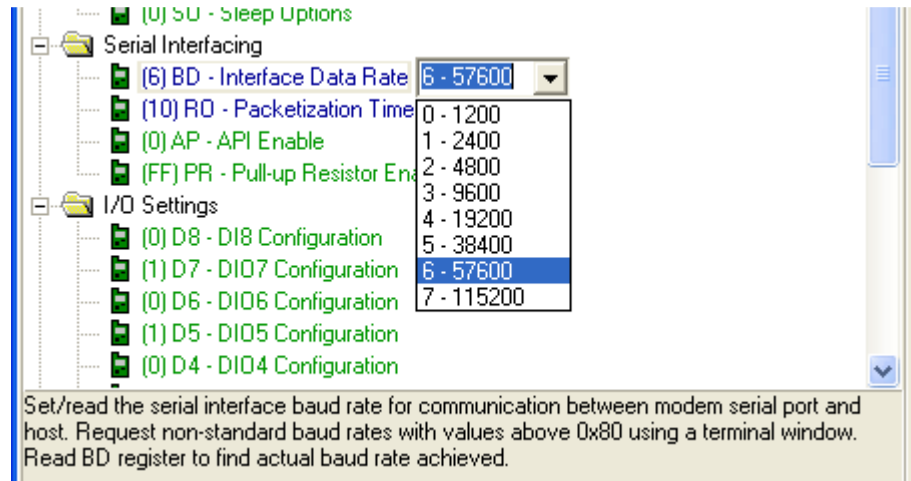 (0) SO - Sleep Options
Serial Interfacing
(6) BD - Interface Data Rate 6 - 57600
(10) RO - Packetization Time
0 - 1200
(0) AP - API Enable
1 - 2400
(FF) PR - Pull-up Resistor Ena
2 - 4800
3 - 9600
I/O Settings
4 - 19200
(0) D8 - DI8 Configuration
5 - 38400
(1) D7 - DIO7 Configuration
6 - 57600
(0) D6 - DIO6 Configuration
7 - 115200
(1) D5 - DIO5 Configuration
(0) D4 - DIO4 Configuration
Set/read the serial interface baud rate for communication between modem serial port and
host. Request non-standard baud rates with values above 0x80 using a terminal window.
Read BD register to find actual baud rate achieved.